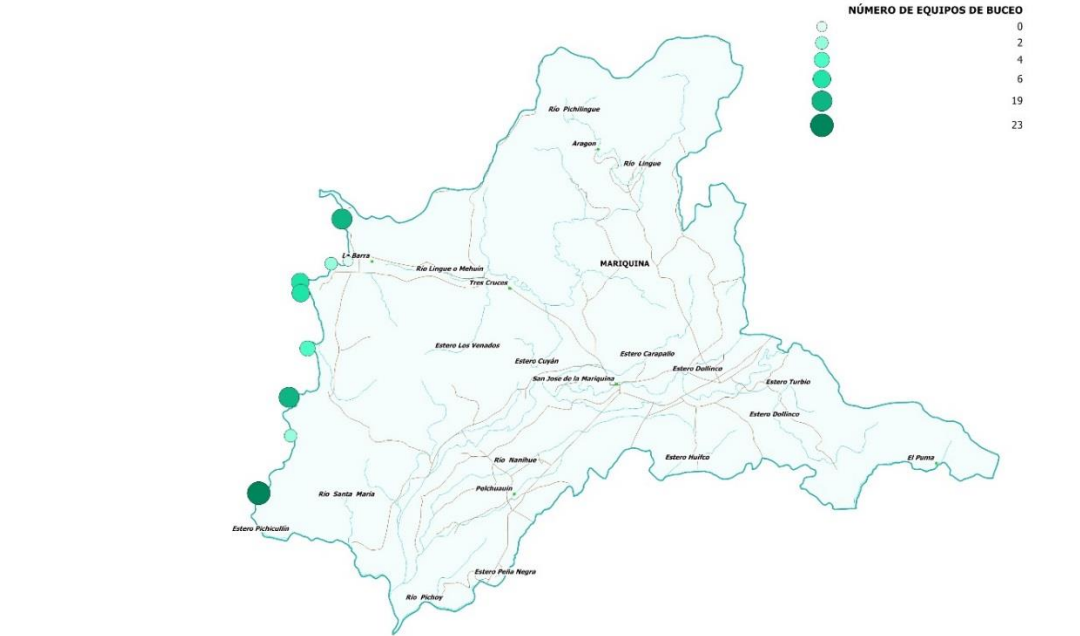 NÚMERO DE EQUIPOS DE BUCEO
0
2
4
6
19
23
Río Pichilingue
Aragon
Río Lingue
La Barra
MARIQUINA
Río Lingue o Mehuín
Tres Cruces
Estero Los Venados
Estero Cuyán
Estero Carapallo
Estero Dollinco
San Jose de la Mariquina
Estero Turbio
Estero Dollinco
Río Nanihue
Estero Huifco
El Puma
Polchuauin
Río Santa María
Estero Pichicullín
Estero Peña Negra
Río Pichoy